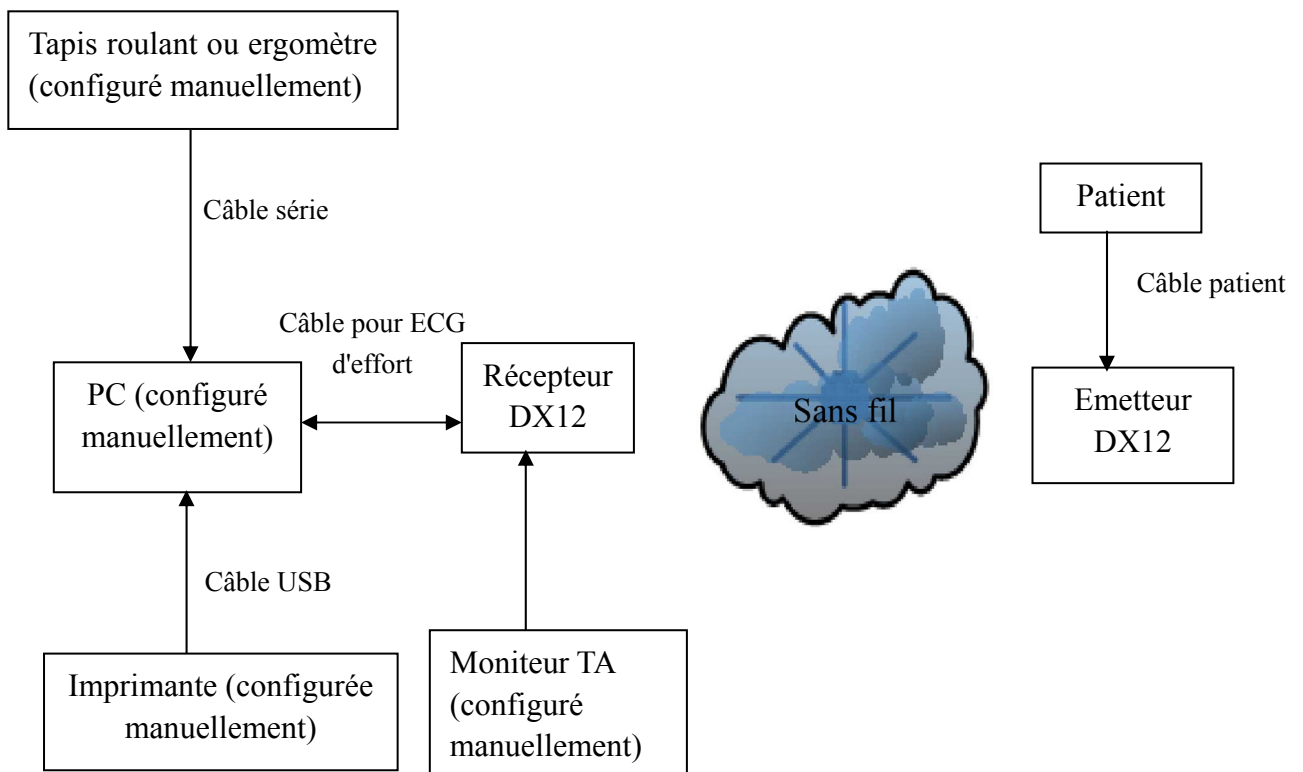 Tapis roulant ou ergomètre
(configuré manuellement)
Câble série
Patient
Câble patient
Câble pour ECG
d'effort
PC (configuré
manuellement)
Récepteur
DX12
Sans fil
Emetteur
DX12
Câble USB
Imprimante (configurée
manuellement)
Moniteur TA
(configuré
manuellement)